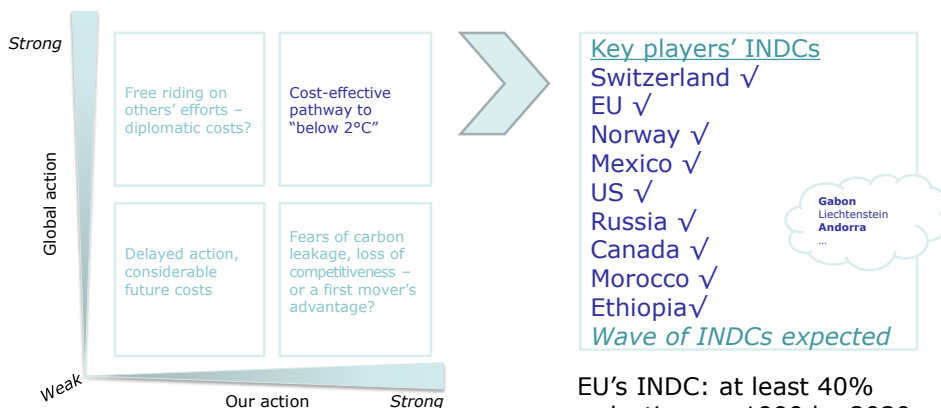 Strong
Free riding on
others' efforts –
diplomatic costs?
Cost-effective
pathway to
“below 2°C”
Global action
Delayed action,
considerable
future costs
Fears of carbon
leakage, loss of
competitiveness –
or a first mover's
advantage?
Weak
Our action
Strong
Key players' INDCs
Switzerland √
EU √
Norway √
Mexico √
US √
Russia √
Canada √
Morocco √
Ethiopia√
Wave of INDCs expected
Gabon
Liechtenstein
Andorra
...
EU's INDC: at least 40%